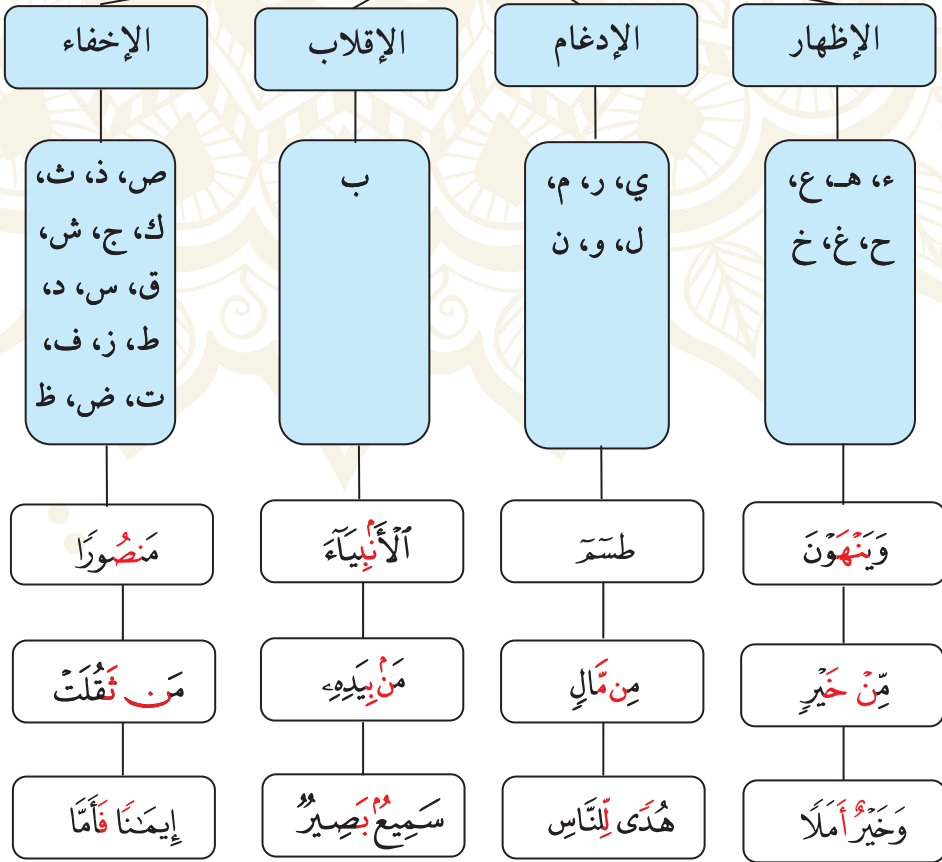 الإظهار
الإدغام
الإقلاب
الإخفاء
ء، هـ، ع،
ح، غ، خ
ي، ر، م،
ل، و، ن
ب
ص، ذ، ث،
ك، ج، ش،
ق، س، د،
ط، ز، ف،
ت، ض، ظ
وَيَنۡهَوۡنَ
طسٓمٓ
ٱلۡأَنۢبِيَآءَ
مَنصُورٗا
مِّنۡ خَيۡرٖ
مِن مَّالٖ
مَنۢ بِيَدِهِۦ
مَن ثَقُلَتۡ
وَخَيۡرٌ أَمَلٗا
هُدٗى لِّلنَّاسِ
سَمِيعُۢ بَصِيرٞ
إِيمَٰنٗا فَأَمَّا